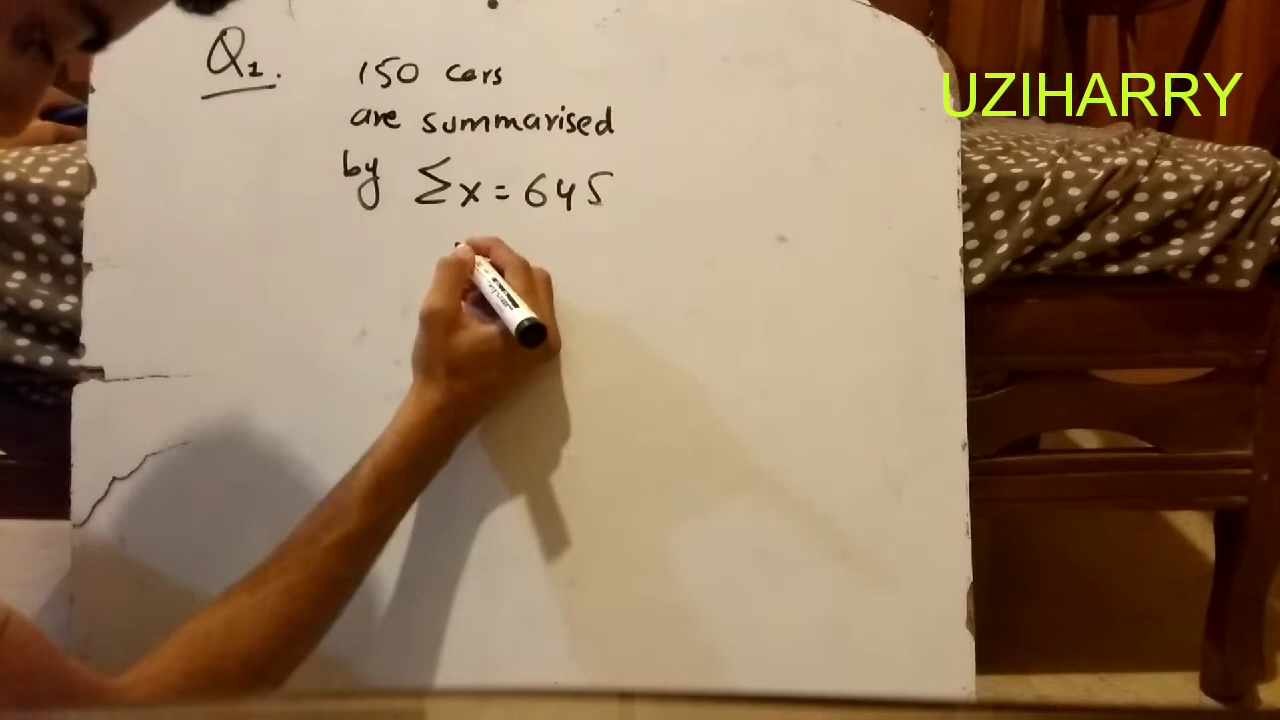 Q1.
150 cars
are summarised
by Σx = 645
UZIHARRY